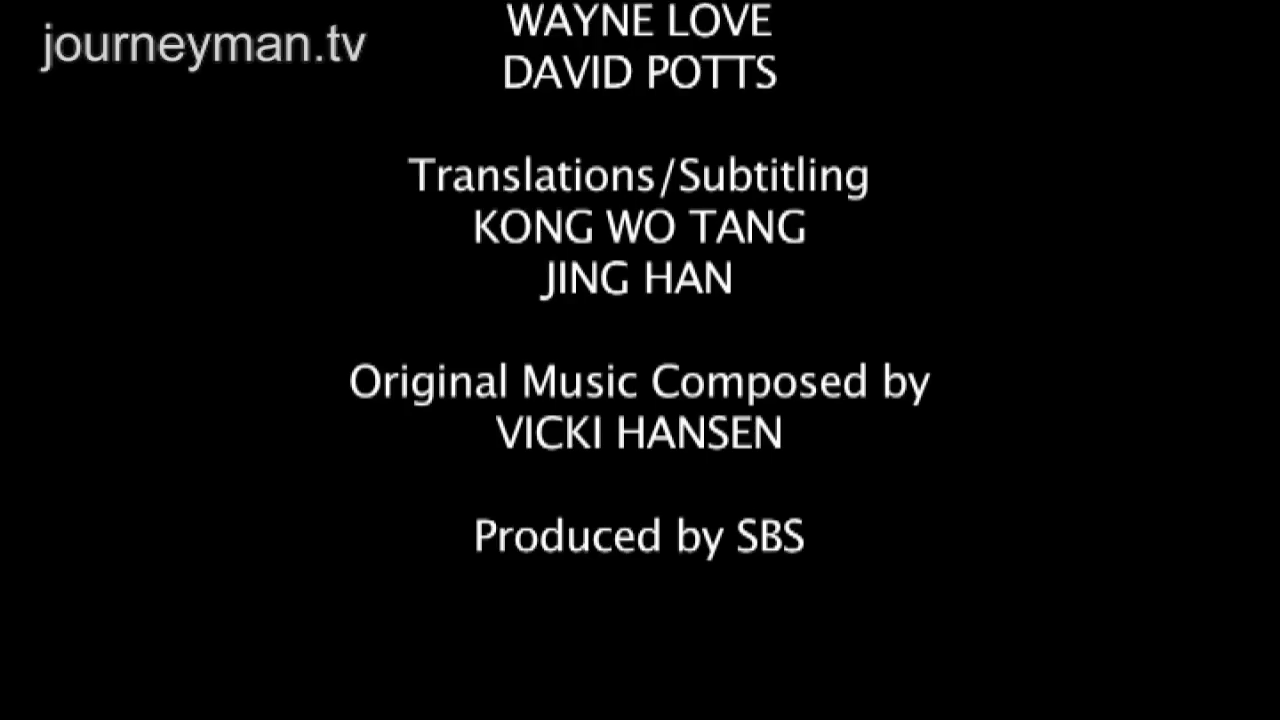 journeyman.tv
WAYNE LOVE
DAVID POTTS
Translations/Subtitling
KONG WO TANG
JING HAN
Original Music Composed by
VICKI HANSEN
Produced by SBS